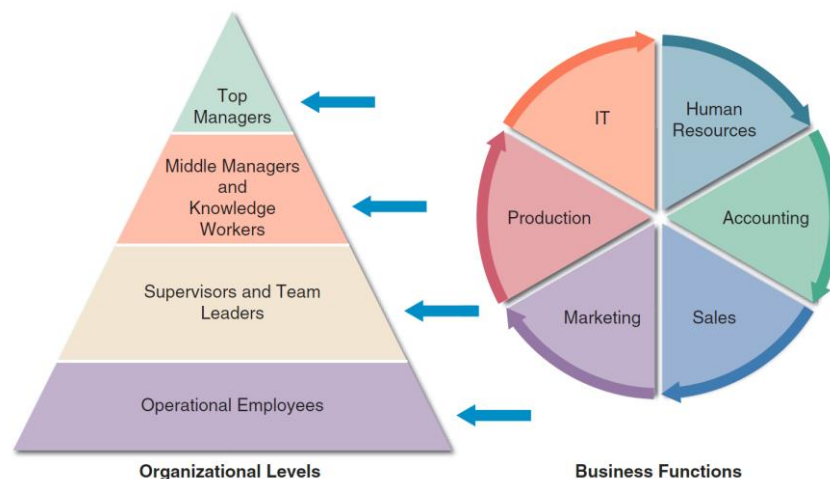 Top
Managers
Middle Managers
and
Knowledge
Workers
Supervisors and Team
Leaders
Operational Employees
Organizational Levels
IT
Human
Resources
Production
Accounting
Marketing
Sales
Business Functions